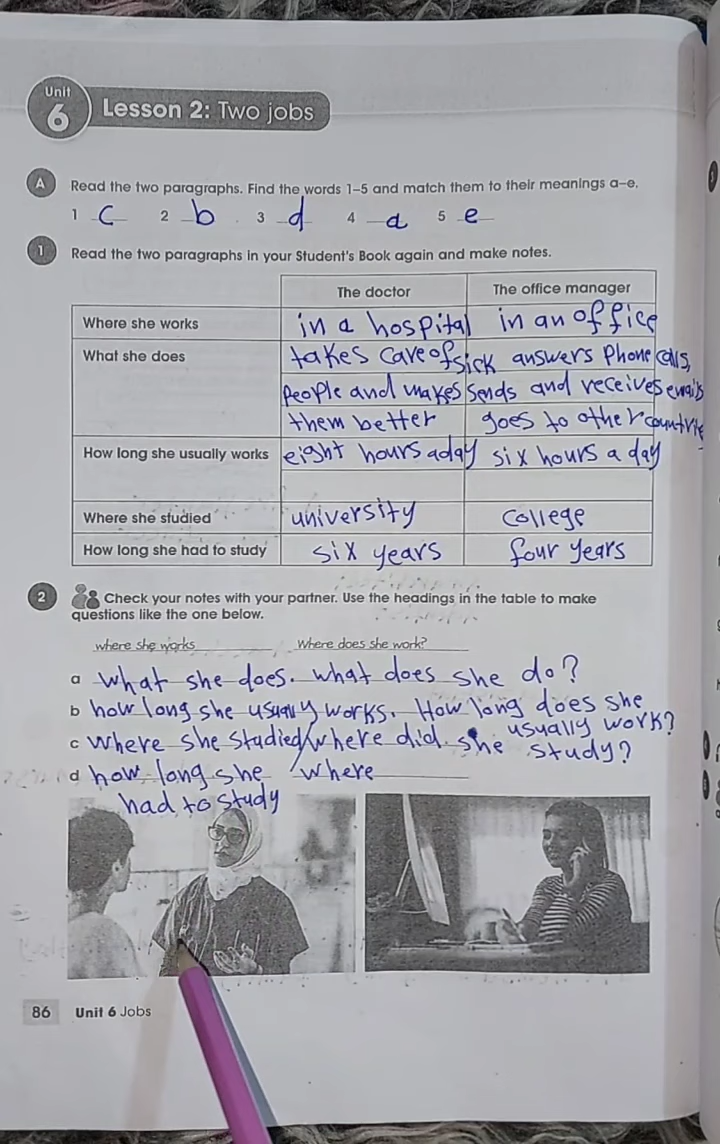 Unit
6
Lesson 2: Two jobs
A Read the two paragraphs. Find the words 1–5 and match them to their meanings a–e.
1 c 2 b 3 d 4 a 5 e
1 Read the two paragraphs in your Student's Book again and make notes.
The doctor The office manager
Where she works in a hospital in an office
What she does takes care of sick answers phone calls,
people and makes sends and receives emails
them better goes to other
How long she usually works eight hours a day six hours a day
Where she studied university college
How long she had to study six years four years
2 Check your notes with your partner. Use the headings in the table to make
questions like the one below.
where she works Where does she work?
a what she does. what does she do?
b how long she usually works. How long does she
usually work?
c where she studied/where did she study?
d how long she /where
had to study
86 Unit 6 Jobs